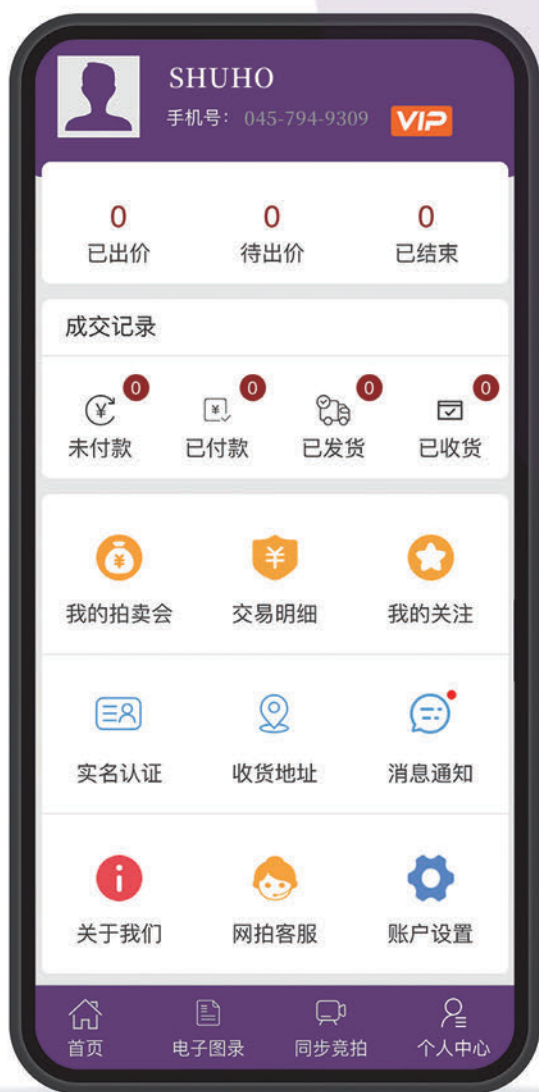 SHUHO
手机号: 045-794-9309 VIP
0 0 0
已出价 待出价 已结束
成交记录
0 0 0 0
未付款 已付款 已发货 已收货
我的拍卖会 交易明细 我的关注
实名认证 收货地址 消息通知
关于我们 网拍客服 账户设置
首页 电子图录 同步竞拍 个人中心